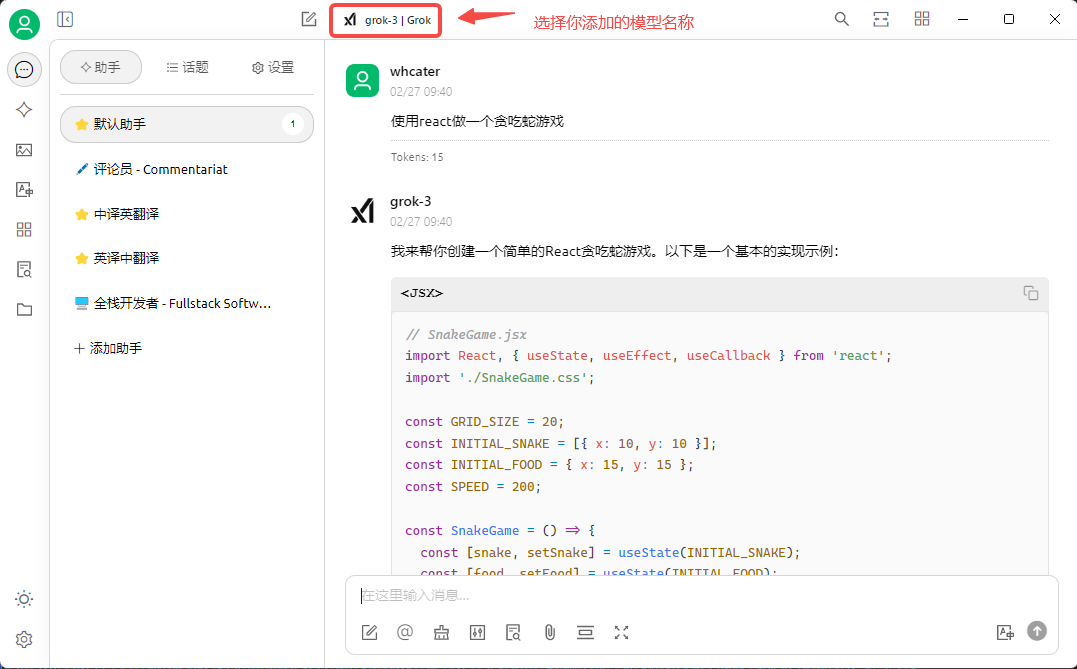 grok-3 | Grok
选择你添加的模型名称
助手
话题
设置
默认助手
1
评论员 - Commentariat
中译英翻译
英译中翻译
全栈开发者 - Fullstack Softw...
添加助手
whcater
02/27 09:40
使用react做一个贪吃蛇游戏
Tokens: 15
grok-3
02/27 09:40
我来帮你创建一个简单的React贪吃蛇游戏。以下是一个基本的实现示例：
<JSX>
// SnakeGame.jsx
import React, { useState, useEffect, useCallback } from 'react';
import './SnakeGame.css';
const GRID_SIZE = 20;
const INITIAL_SNAKE = [{ x: 10, y: 10 }];
const INITIAL_FOOD = { x: 15, y: 15 };
const SPEED = 200;
const SnakeGame = () => {
const [snake, setSnake] = useState(INITIAL_SNAKE);
const [food, setFood] = useState(INITIAL_FOOD);
在这里输入消息...